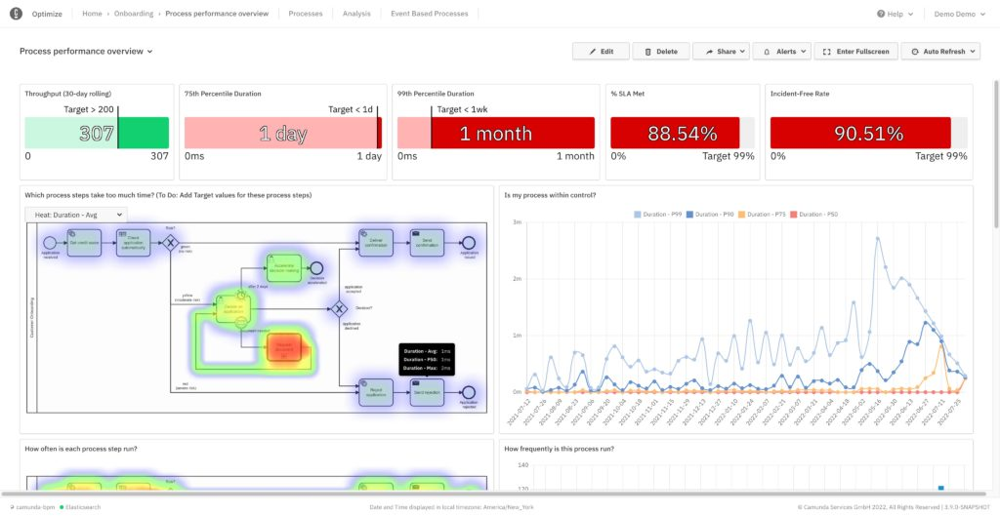 Optimize Home › Onboarding › Process performance overview Processes Analysis Event Based Processes Help Demo Demo
Process performance overview Edit Delete Share Alerts Enter Fullscreen Auto Refresh
Throughput (30-day rolling)
Target > 200
307
0 307
75th Percentile Duration
Target < 1d
1 day
0ms 1 day
99th Percentile Duration
Target < 1wk
1 month
0ms 1 month
% SLA Met
88.54%
0% Target 99%
Incident-Free Rate
90.51%
0% Target 99%
Which process steps take too much time? (To Do: Add Target values for these process steps)
Heat: Duration - Avg
Customer Onboarding
Application
received
Get credit score
Create
application
automatically
Risk?
green
(no risk)
yellow
(moderate risk)
red
(severe risk)
Accelerate
decision making
after 2 days
Decision
accelerated
Decide on
application
Request
document
application
accepted
Decision?
application
declined
Deliver
confirmation
Send
confirmation
Application
issued
Duration - Avg: 1ms
Duration - P50: 1ms
Duration - Max: 2ms
Reject
application
Send rejection
Application
rejected
Is my process within control?
Duration - P99 Duration - P90 Duration - P75 Duration - P50
3m
2m
1m
0m
2021-07-12
2021-07-26
2021-08-09
2021-08-23
2021-09-06
2021-09-20
2021-10-04
2021-10-18
2021-11-01
2021-11-15
2021-11-29
2021-12-13
2021-12-27
2022-01-10
2022-01-24
2022-02-07
2022-02-21
2022-03-07
2022-03-21
2022-04-04
2022-04-18
2022-05-02
2022-05-16
2022-05-30
2022-06-13
2022-06-27
2022-07-11
2022-07-25
How often is each process step run?
Risk?
How frequently is this process run?
140
120
camunda-bpm Elasticsearch Date and Time displayed in local timezone: America/New_York © Camunda Services GmbH 2022, All Rights Reserved | 3.9.0-SNAPSHOT